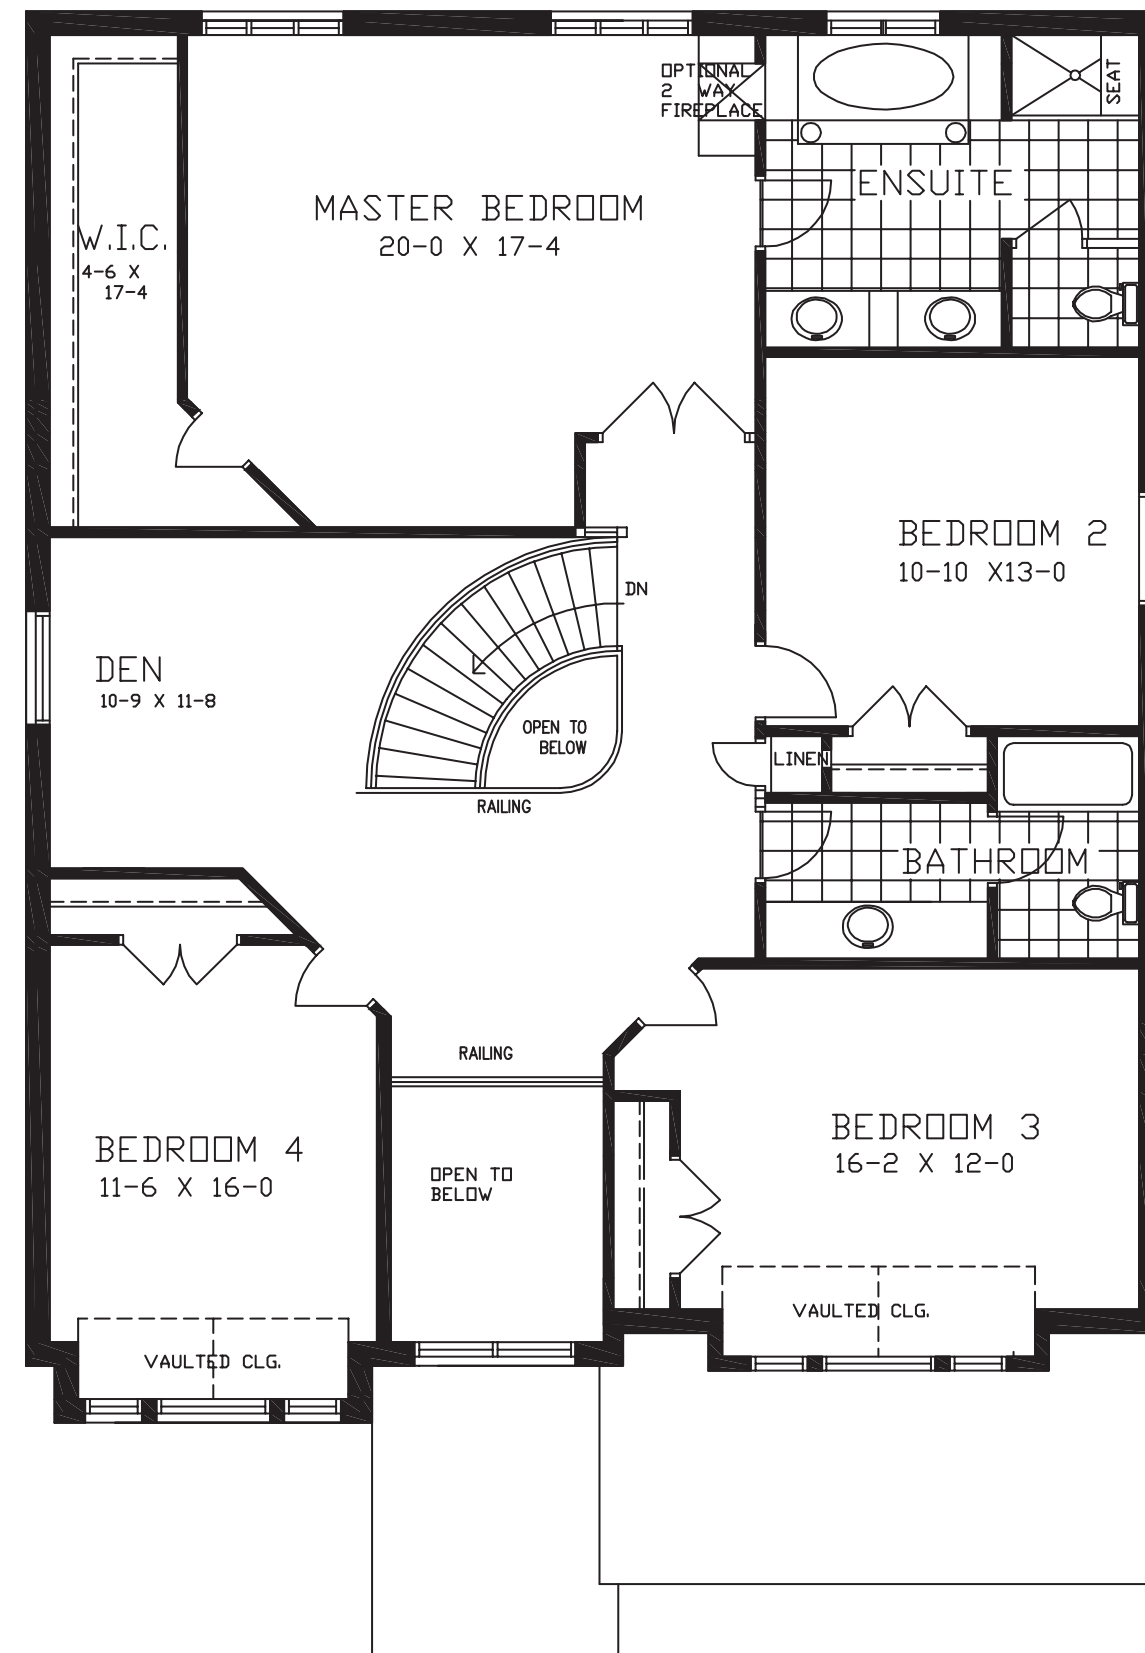 OPTIONAL
2 WAY
FIREPLACE
SEAT
ENSUITE
MASTER BEDROOM
20-0 X 17-4
W.I.C.
4-6 X
17-4
BEDROOM 2
10-10 X13-0
DN
DEN
10-9 X 11-8
OPEN TO
BELOW
LINEN
RAILING
BATHROOM
RAILING
BEDROOM 3
16-2 X 12-0
BEDROOM 4
11-6 X 16-0
OPEN TO
BELOW
VAULTED CLG.
VAULTED CLG.